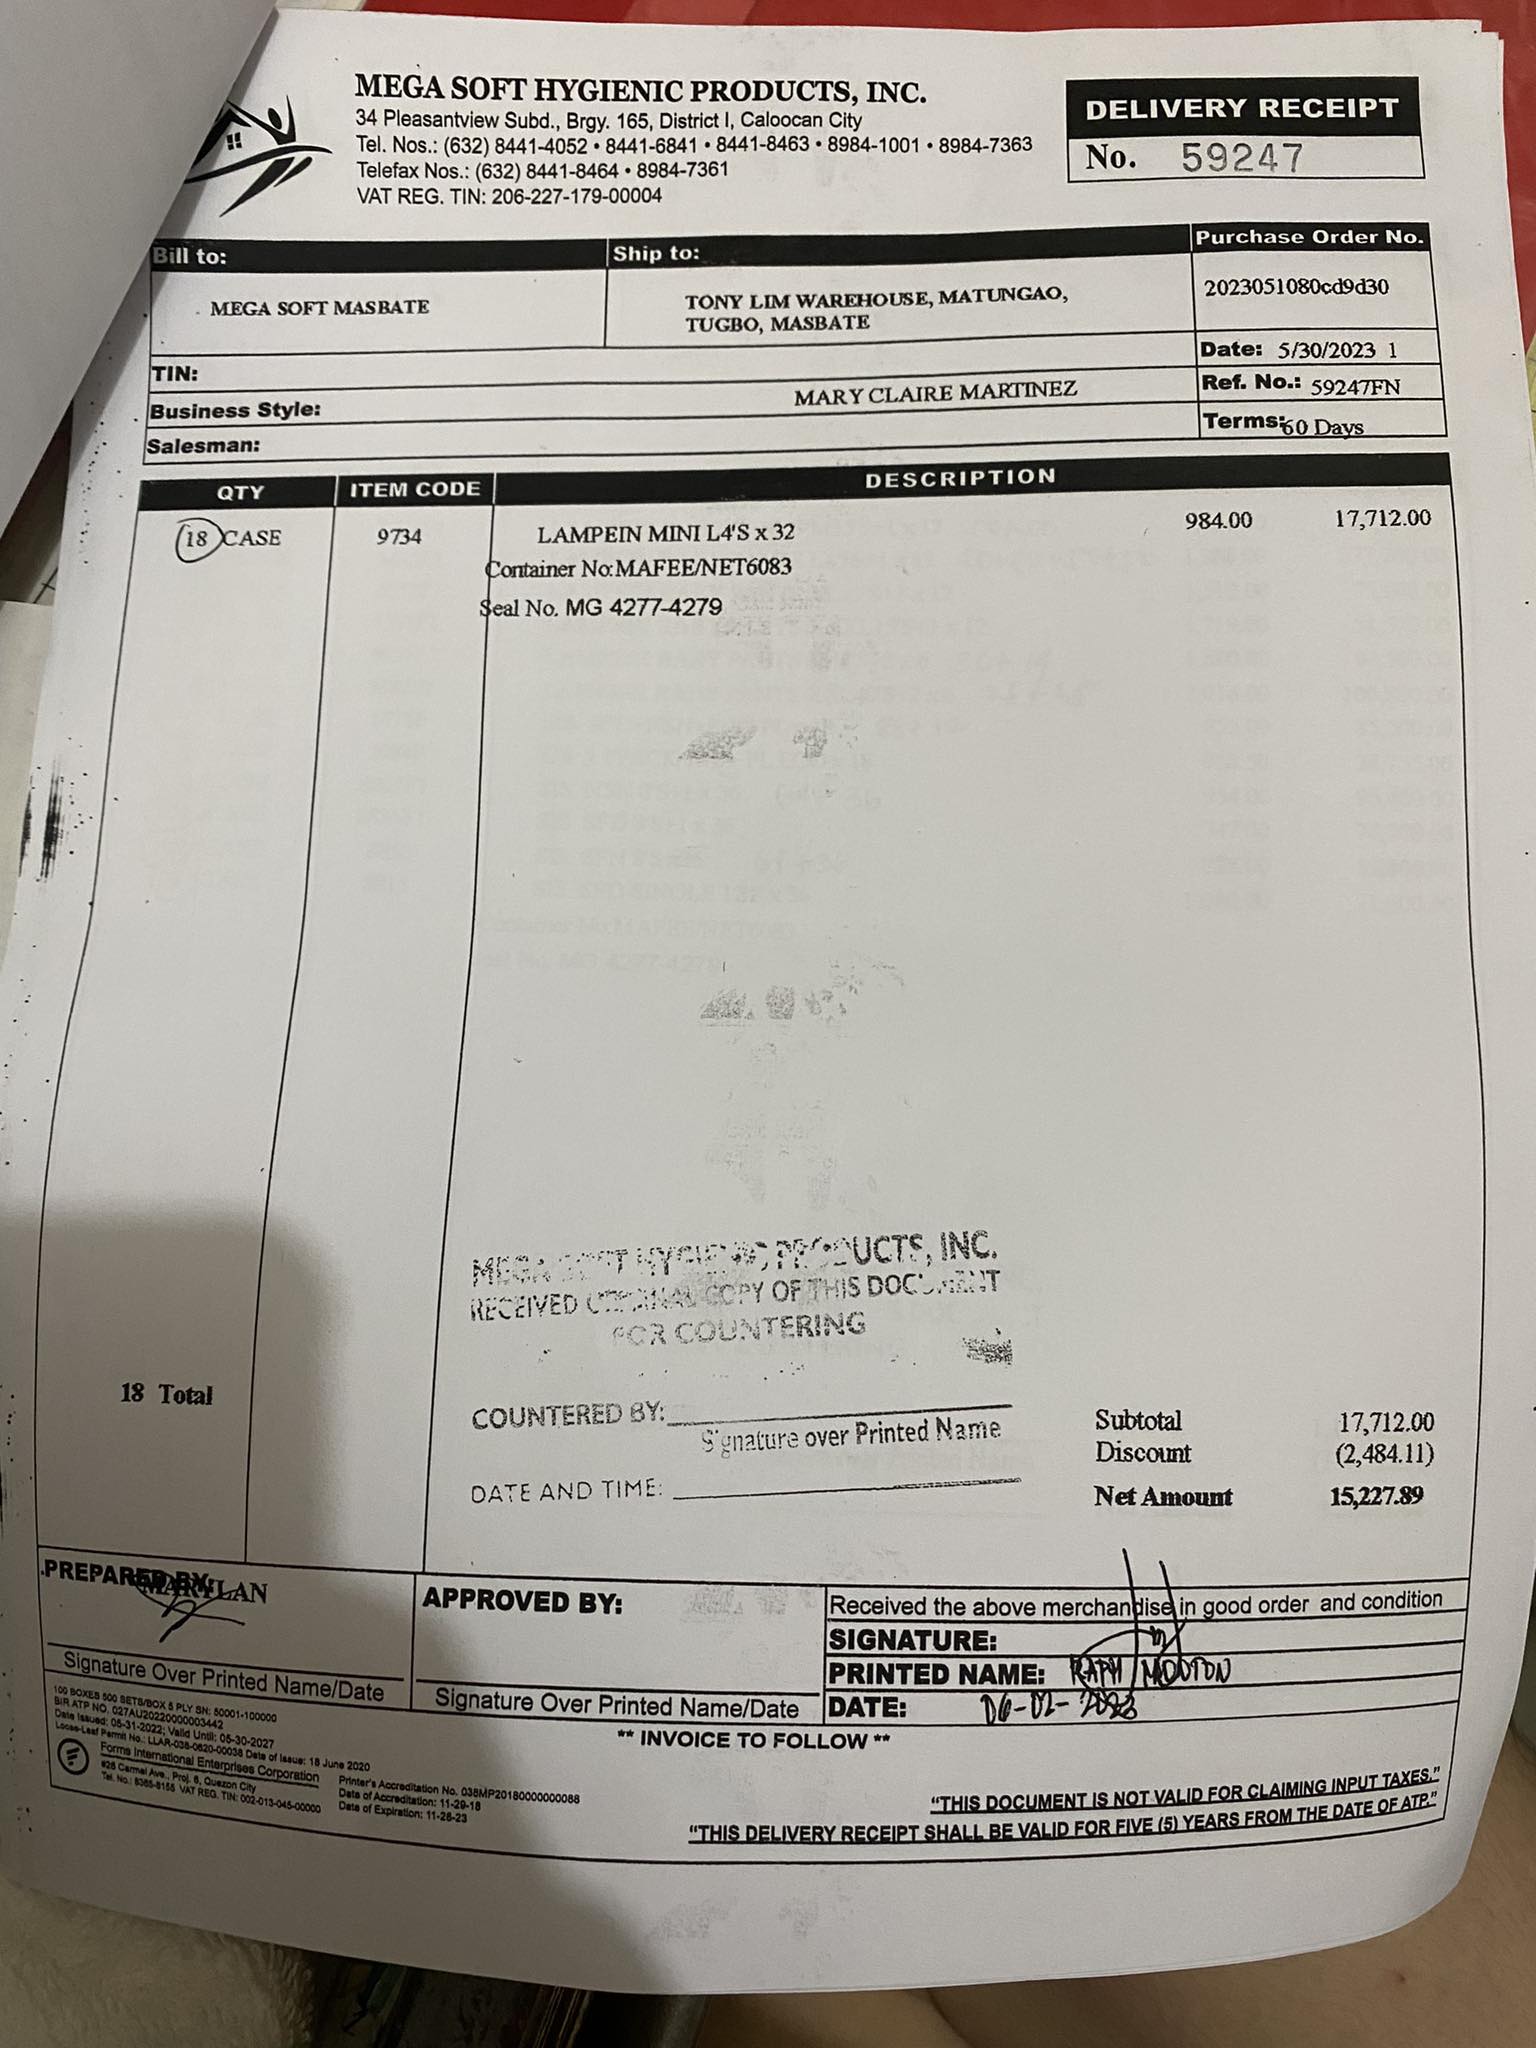 MEGA SOFT HYGIENIC PRODUCTS, INC.
34 Pleasantview Subd., Brgy. 165, District I, Caloocan City
Tel. Nos.: (632) 8441-4052 • 8441-6841 • 8441-8463 • 8984-1001 • 8984-7363
Telefax Nos.: (632) 8441-8464 • 8984-7361
VAT REG. TIN: 206-227-179-00004
DELIVERY RECEIPT
No. 59247
Bill to:
MEGA SOFT MASBATE
Ship to:
TONY LIM WAREHOUSE, MATUNGAO,
TUGBO, MASBATE
Purchase Order No.
2023051080cd9d30
Date: 5/30/2023 1
Ref. No.: 59247FN
Terms: 60 Days
TIN:
Business Style:
MARY CLAIRE MARTINEZ
Salesman:
QTY ITEM CODE DESCRIPTION
18 CASE 9734 LAMPEIN MINI L4'S x 32 984.00 17,712.00
Container No:MAFEE/NET6083
Seal No. MG 4277-4279
MEGA SOFT HYGIENIC PRODUCTS, INC.
RECEIVED ORIGINAL COPY OF THIS DOCUMENT
FOR COUNTERING
18 Total
COUNTERED BY:
Signature over Printed Name
DATE AND TIME:
Subtotal 17,712.00
Discount (2,484.11)
Net Amount 15,227.89
PREPARED BY:
MARYLAN
Signature Over Printed Name/Date
APPROVED BY:
Signature Over Printed Name/Date
Received the above merchandise in good order and condition
SIGNATURE:
PRINTED NAME: RAPH
DATE: 06-02-2023
** INVOICE TO FOLLOW **
100 BOXES 500 SETS/BOX 5 PLY SN: 50001-100000
BIR ATP NO. 027AU20220000003442
Date Issued: 05-31-2022; Valid Until: 05-30-2027
Loose-Leaf Permit No.: LLAR-038-0620-00038 Date of Issue: 18 June 2020
Forms International Enterprises Corporation
#28 Carmel Ave., Proj. 6, Quezon City
Tel. No.: 8365-8155 VAT REG. TIN: 002-013-045-00000
Printer's Accreditation No. 038MP20180000000088
Date of Accreditation: 11-29-18
Date of Expiration: 11-28-23
"THIS DOCUMENT IS NOT VALID FOR CLAIMING INPUT TAXES."
"THIS DELIVERY RECEIPT SHALL BE VALID FOR FIVE (5) YEARS FROM THE DATE OF ATP."